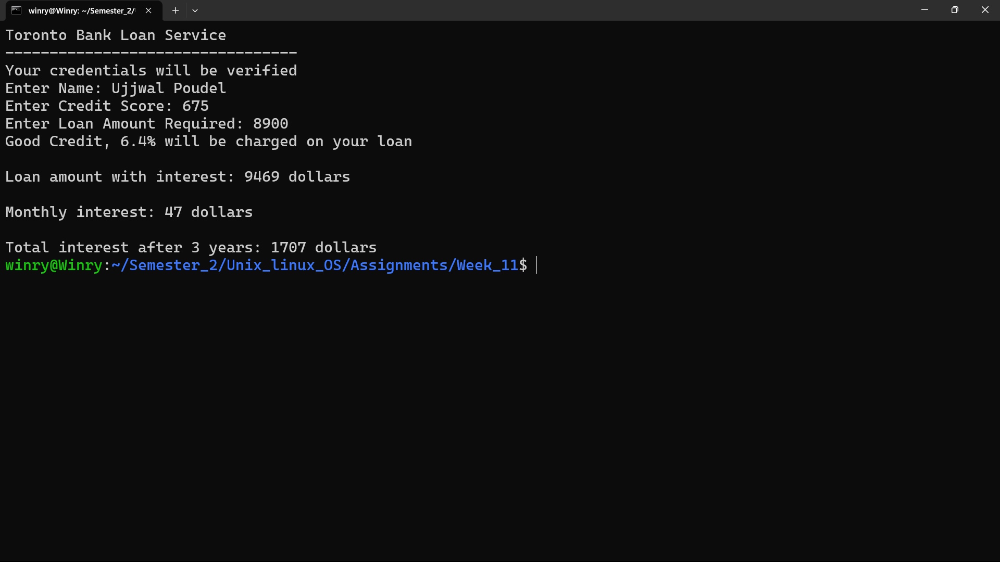 winry@Winry: ~/Semester_2/
Toronto Bank Loan Service
---------------------------------
Your credentials will be verified
Enter Name: Ujjwal Poudel
Enter Credit Score: 675
Enter Loan Amount Required: 8900
Good Credit, 6.4% will be charged on your loan
Loan amount with interest: 9469 dollars
Monthly interest: 47 dollars
Total interest after 3 years: 1707 dollars
winry@Winry:~/Semester_2/Unix_linux_OS/Assignments/Week_11$